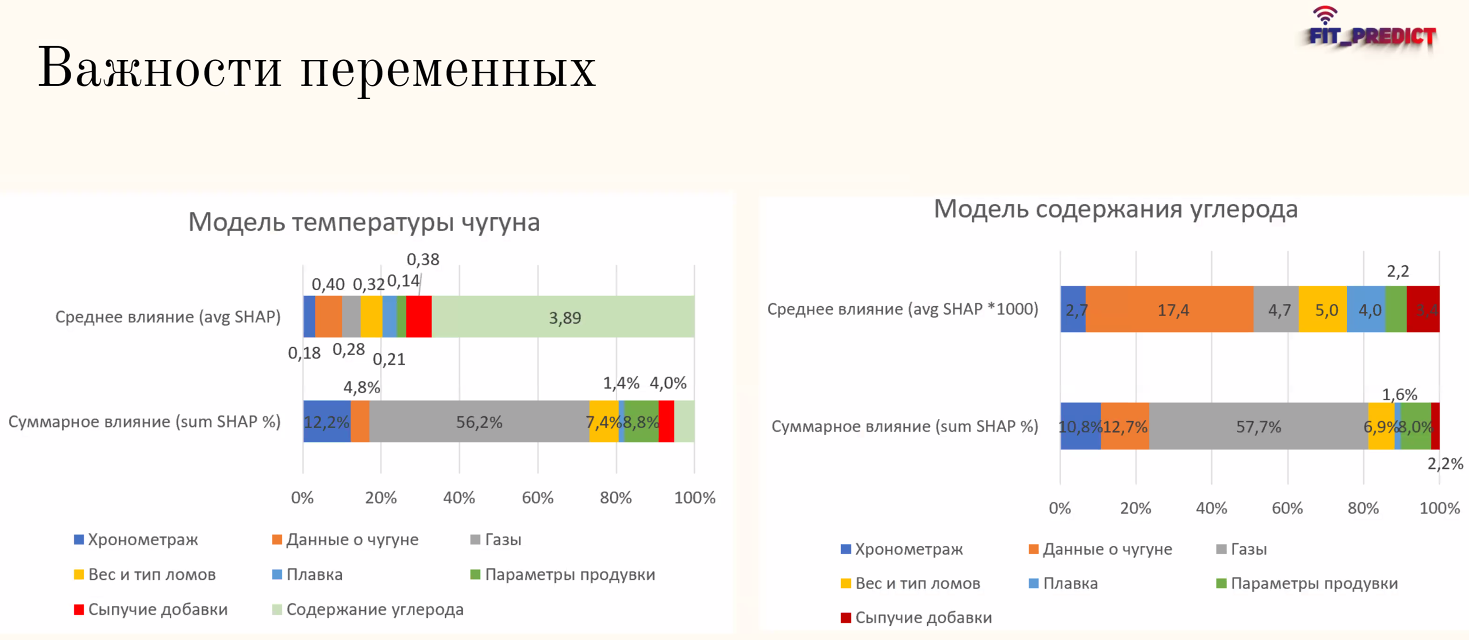 FIT_PREDICT
Важности переменных
Модель температуры чугуна
0,38
0,40 0,32 0,14
Среднее влияние (avg SHAP)
3,89
0,18 0,28 0,21
4,8% 1,4% 4,0%
Суммарное влияние (sum SHAP %)
12,2% 56,2% 7,4% 8,8%
0% 20% 40% 60% 80% 100%
Хронометраж Данные о чугуне Газы
Вес и тип ломов Плавка Параметры продувки
Сыпучие добавки Содержание углерода
Модель содержания углерода
2,2
Среднее влияние (avg SHAP *1000)
2,7 17,4 4,7 5,0 4,0
1,6%
Суммарное влияние (sum SHAP %)
10,8% 12,7% 57,7% 6,9% 8,0%
2,2%
0% 20% 40% 60% 80% 100%
Хронометраж Данные о чугуне Газы
Вес и тип ломов Плавка Параметры продувки
Сыпучие добавки